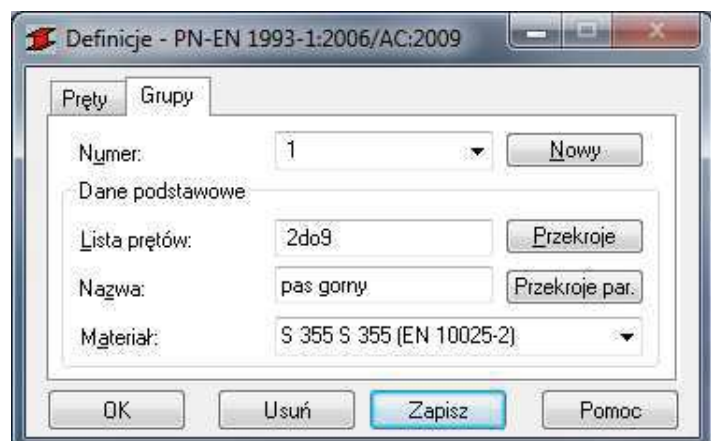 Definicje - PN-EN 1993-1:2006/AC:2009
Pręty Grupy
Numer: 1 Nowy
Dane podstawowe
Lista prętów: 2do9 Przekroje
Nazwa: pas gorny Przekroje par.
Materiał: S 355 S 355 (EN 10025-2)
OK Usuń Zapisz Pomoc